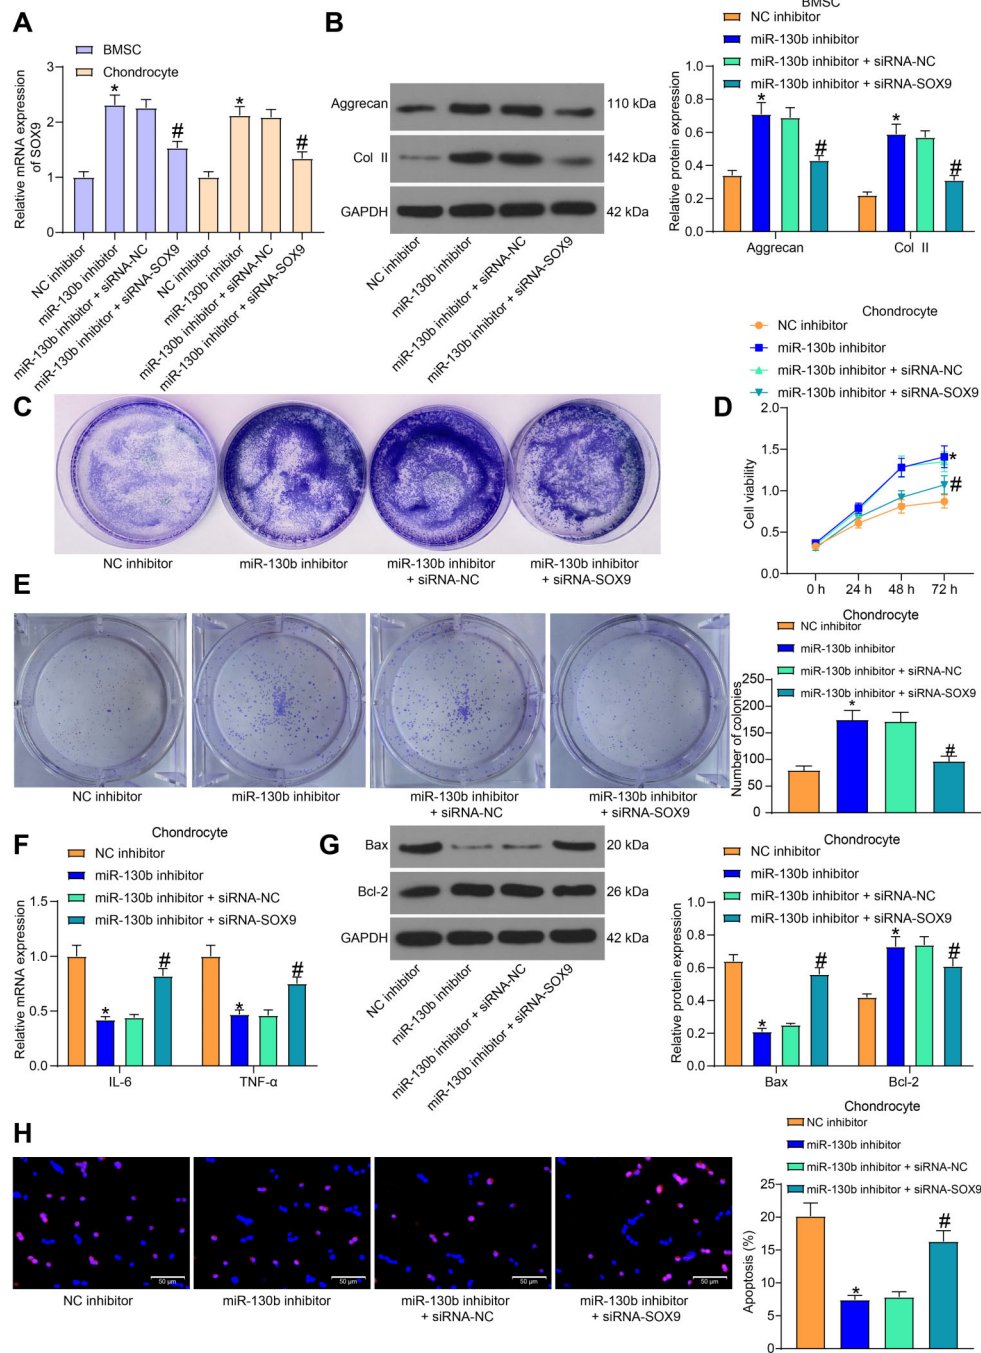 A
BMSC
Chondrocyte
Relative mRNA expression
of SOX9
3
2
1
0
*
#
*
#
NC inhibitor
miR-130b inhibitor
miR-130b inhibitor + siRNA-NC
miR-130b inhibitor + siRNA-SOX9
NC inhibitor
miR-130b inhibitor
miR-130b inhibitor + siRNA-NC
miR-130b inhibitor + siRNA-SOX9
B
Aggrecan
110 kDa
Col II
142 kDa
GAPDH
42 kDa
NC inhibitor
miR-130b inhibitor
miR-130b inhibitor + siRNA-NC
miR-130b inhibitor + siRNA-SOX9
BMSC
NC inhibitor
miR-130b inhibitor
miR-130b inhibitor + siRNA-NC
miR-130b inhibitor + siRNA-SOX9
Relative protein expression
1.0
0.8
0.6
0.4
0.2
0.0
*
#
*
#
Aggrecan
Col II
C
NC inhibitor
miR-130b inhibitor
miR-130b inhibitor
+ siRNA-NC
miR-130b inhibitor
+ siRNA-SOX9
Chondrocyte
NC inhibitor
miR-130b inhibitor
miR-130b inhibitor + siRNA-NC
miR-130b inhibitor + siRNA-SOX9
D
Cell viability
2.0
1.5
1.0
0.5
0.0
*
#
0 h
24 h
48 h
72 h
E
NC inhibitor
miR-130b inhibitor
miR-130b inhibitor
+ siRNA-NC
miR-130b inhibitor
+ siRNA-SOX9
Chondrocyte
NC inhibitor
miR-130b inhibitor
miR-130b inhibitor + siRNA-NC
miR-130b inhibitor + siRNA-SOX9
Number of colonies
250
200
150
100
50
0
*
#
F
Chondrocyte
NC inhibitor
miR-130b inhibitor
miR-130b inhibitor + siRNA-NC
miR-130b inhibitor + siRNA-SOX9
Relative mRNA expression
1.5
1.0
0.5
0.0
*
#
*
#
IL-6
TNF-α
G
Bax
20 kDa
Bcl-2
26 kDa
GAPDH
42 kDa
NC inhibitor
miR-130b inhibitor
miR-130b inhibitor + siRNA-NC
miR-130b inhibitor + siRNA-SOX9
Chondrocyte
NC inhibitor
miR-130b inhibitor
miR-130b inhibitor + siRNA-NC
miR-130b inhibitor + siRNA-SOX9
Relative protein expression
1.0
0.8
0.6
0.4
0.2
0.0
*
#
*
#
Bax
Bcl-2
H
50 μm
50 μm
50 μm
50 μm
NC inhibitor
miR-130b inhibitor
miR-130b inhibitor
+ siRNA-NC
miR-130b inhibitor
+ siRNA-SOX9
Chondrocyte
NC inhibitor
miR-130b inhibitor
miR-130b inhibitor + siRNA-NC
miR-130b inhibitor + siRNA-SOX9
Apoptosis (%)
25
20
15
10
5
0
*
#